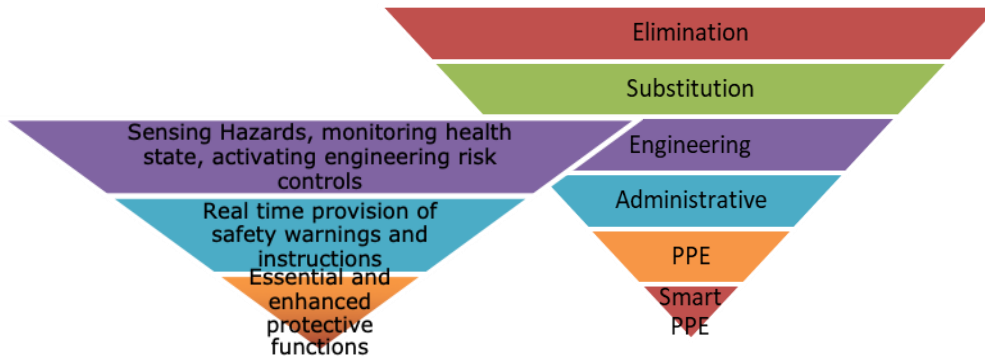 Elimination
Substitution
Sensing Hazards, monitoring health
state, activating engineering risk
controls
Engineering
Real time provision of
safety warnings and
instructions
Administrative
Essential and
enhanced
protective
functions
PPE
Smart
PPE